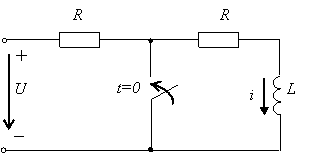 R R
+
U t=0 i L
–